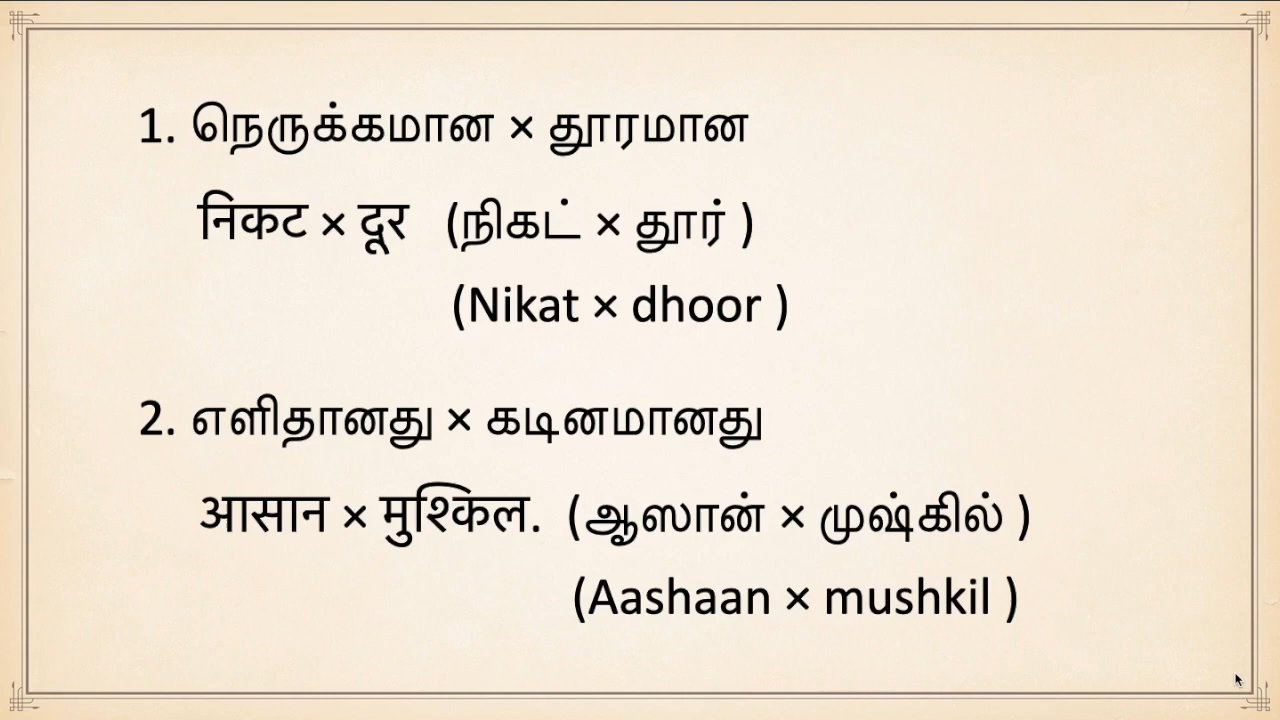 1. நெருக்கமான × தூரமான
निकट × दूर (நிகட் × தூர் )
(Nikat × dhoor )
2. எளிதானது × கடினமானது
आसान × मुश्किल. (ஆஸான் × முஷ்கில் )
(Aashaan × mushkil )